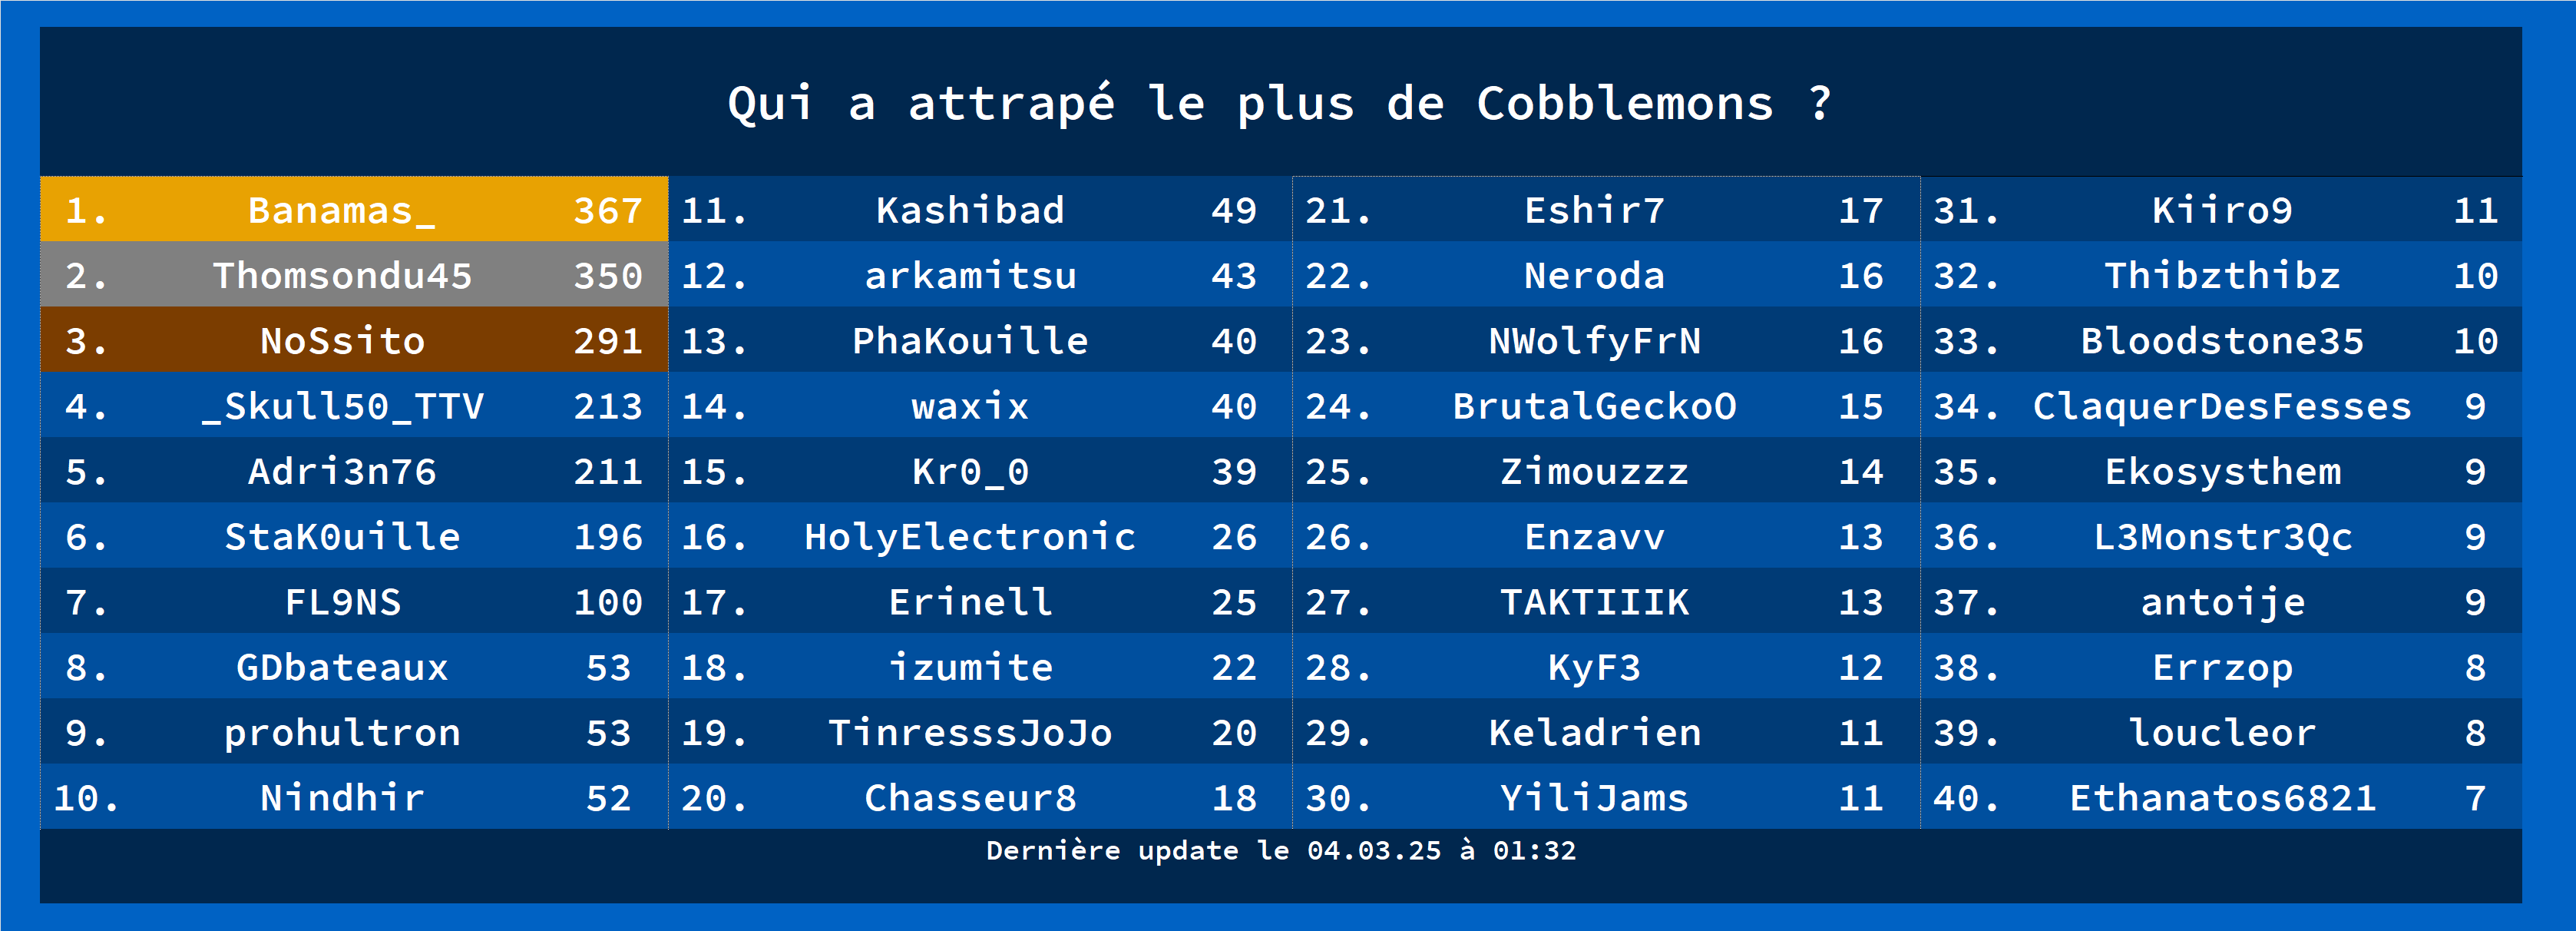 Qui a attrapé le plus de Cobblemons ?
1. Banamas_ 367
2. Thomsondu45 350
3. NoSsito 291
4. _Skull50_TTV 213
5. Adri3n76 211
6. StaK0uille 196
7. FL9NS 100
8. GDbateaux 53
9. prohultron 53
10. Nindhir 52
11. Kashibad 49
12. arkamitsu 43
13. PhaKouille 40
14. waxix 40
15. Kr0_0 39
16. HolyElectronic 26
17. Erinell 25
18. izumite 22
19. TinresssJoJo 20
20. Chasseur8 18
21. Eshir7 17
22. Neroda 16
23. NWolfyFrN 16
24. BrutalGeckoO 15
25. Zimouzzz 14
26. Enzavv 13
27. TAKTIIIK 13
28. KyF3 12
29. Keladrien 11
30. YiliJams 11
31. Kiiro9 11
32. Thibzthibz 10
33. Bloodstone35 10
34. ClaquerDesFesses 9
35. Ekosysthem 9
36. L3Monstr3Qc 9
37. antoije 9
38. Errzop 8
39. loucleor 8
40. Ethanatos6821 7
Dernière update le 04.03.25 à 01:32